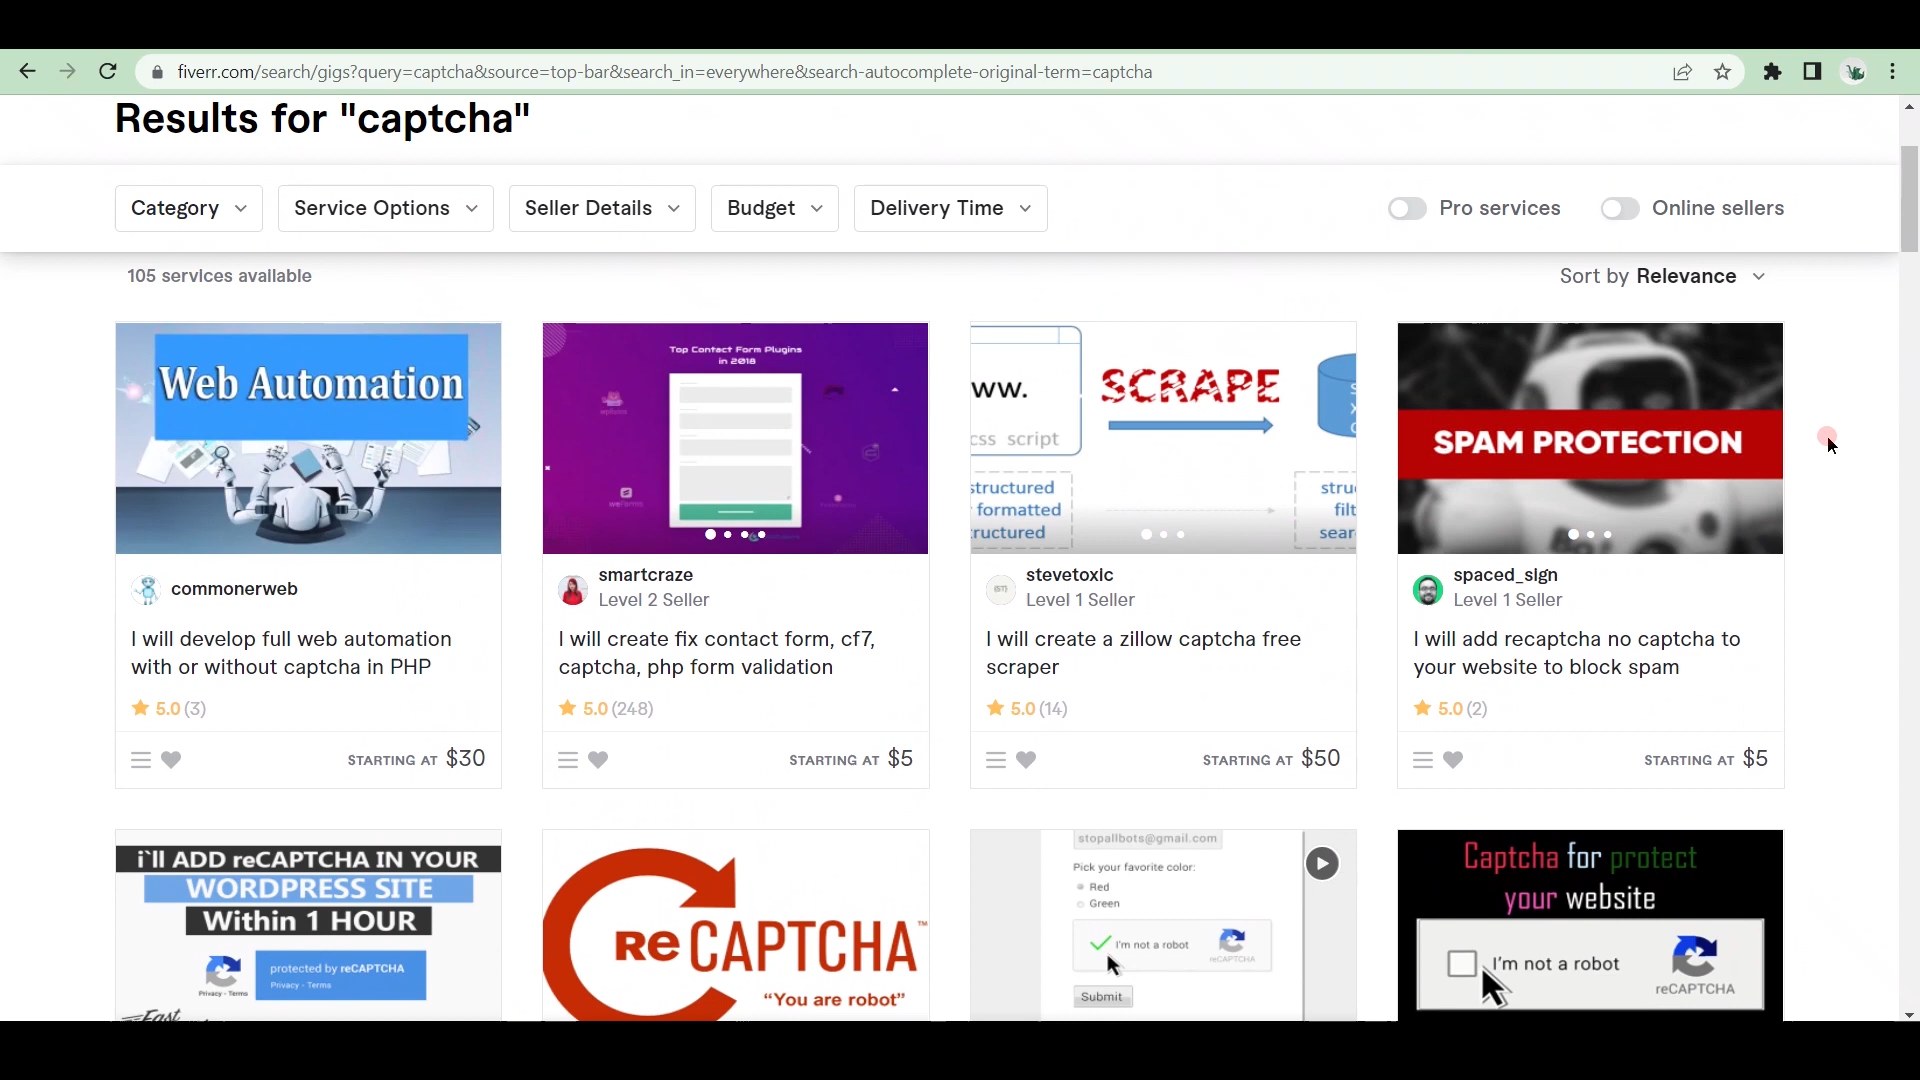 fiverr.com/search/gigs?query=captcha&source=top-bar&search_in=everywhere&search-autocomplete-original-term=captcha
Results for "captcha"
Category
Service Options
Seller Details
Budget
Delivery Time
Pro services
Online sellers
105 services available
Sort by Relevance
Web Automation
commonerweb
I will develop full web automation
with or without captcha in PHP
5.0 (3)
STARTING AT $30
Top Contact Form Plugins
in 2018
wpforms
weForms
smartcraze
Level 2 Seller
I will create fix contact form, cf7,
captcha, php form validation
5.0 (248)
STARTING AT $5
ww.
css script
SCRAPE
structured
formatted
ructured
stru
filt
sear
stevetoxic
Level 1 Seller
I will create a zillow captcha free
scraper
5.0 (14)
STARTING AT $50
SPAM PROTECTION
spaced_sign
Level 1 Seller
I will add recaptcha no captcha to
your website to block spam
5.0 (2)
STARTING AT $5
i`ll ADD reCAPTCHA IN YOUR
WORDPRESS SITE
Within 1 HOUR
protected by reCAPTCHA
Privacy - Terms
Privacy - Terms
Fast
ReCAPTCHA™
"You are robot"
stopallbots@gmail.com
Pick your favorite color:
Red
Green
I'm not a robot
reCAPTCHA
Submit
Captcha for protect
your website
I'm not a robot
reCAPTCHA